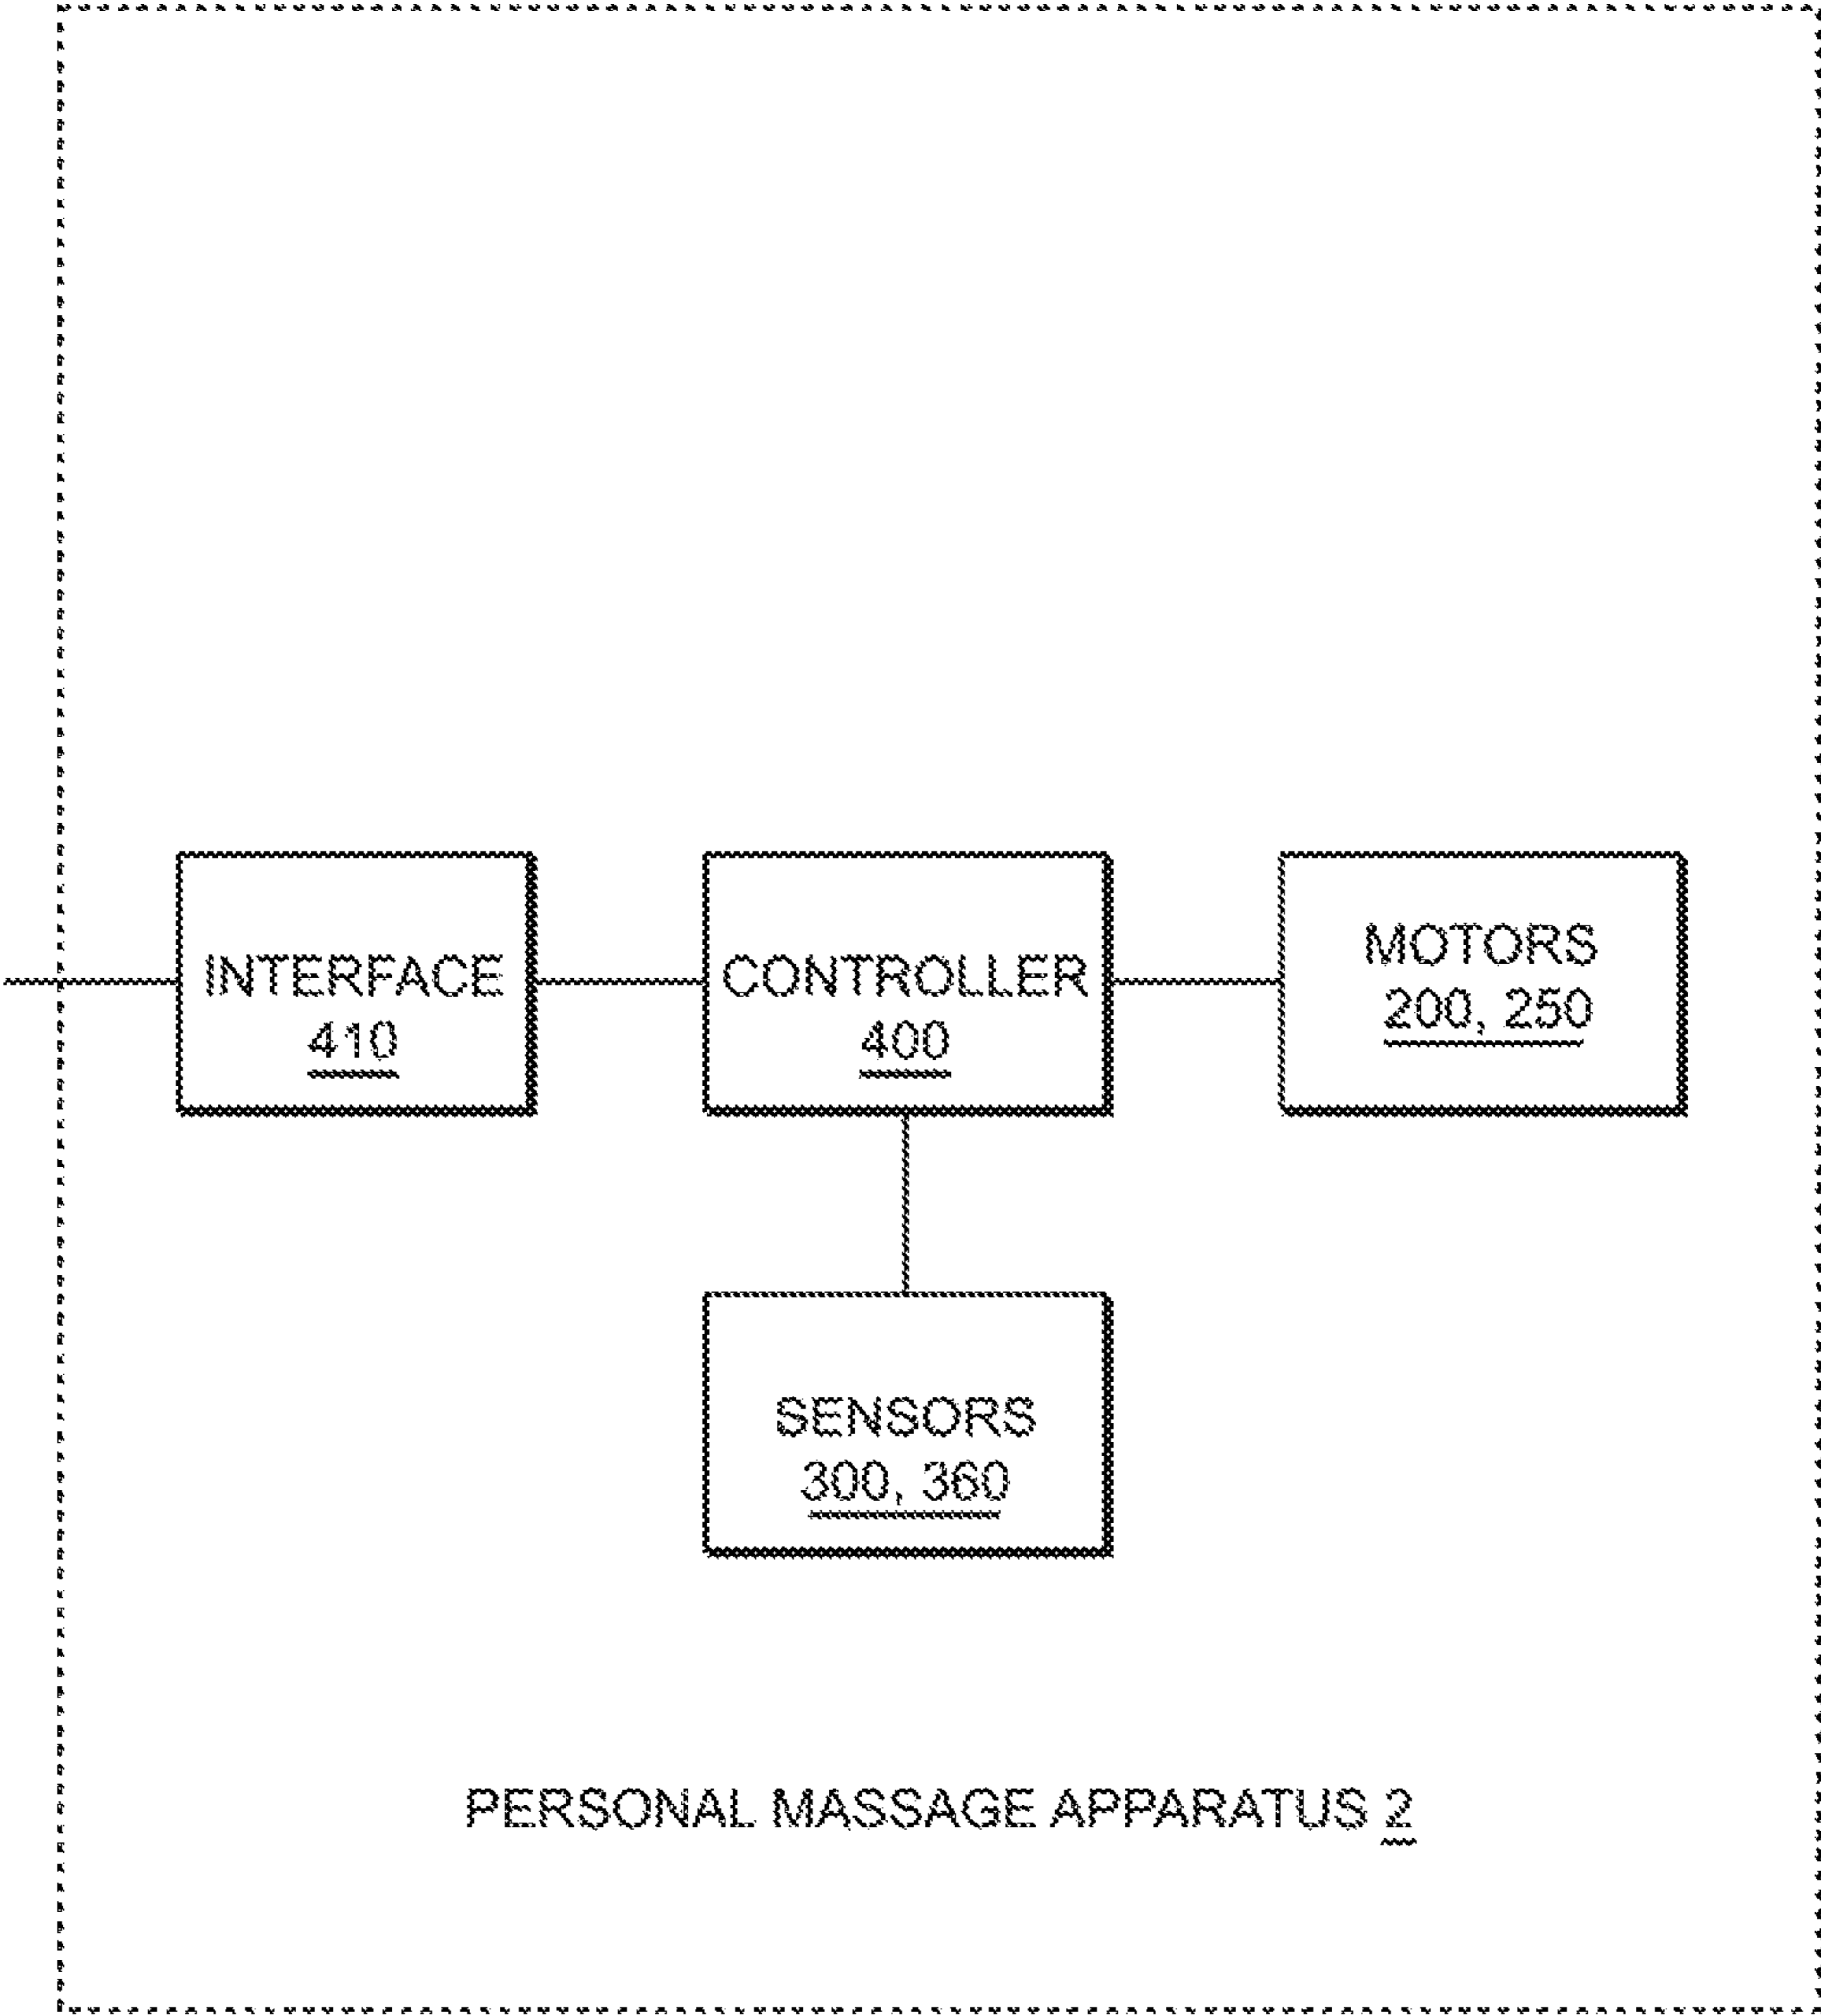 INTERFACE
410
CONTROLLER
400
MOTORS
200, 250
SENSORS
300, 360
PERSONAL MASSAGE APPARATUS 2